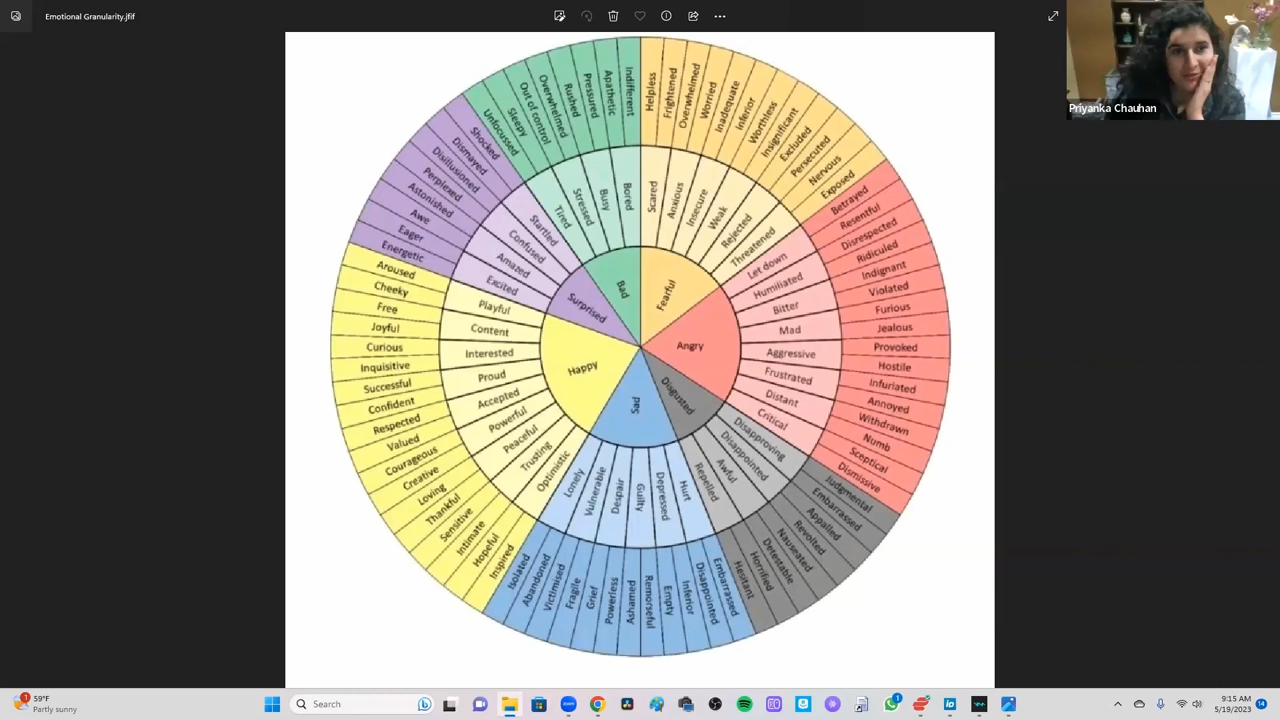 Emotional Granularity.jfif
Priyanka Chauhan
Bad
Fearful
Angry
Disgusted
Sad
Happy
Surprised
Tired
Stressed
Busy
Bored
Scared
Anxious
Insecure
Weak
Rejected
Threatened
Let down
Humiliated
Bitter
Mad
Aggressive
Frustrated
Distant
Critical
Disapproving
Disappointed
Awful
Repelled
Hurt
Depressed
Guilty
Despair
Vulnerable
Lonely
Optimistic
Trusting
Peaceful
Powerful
Accepted
Proud
Interested
Content
Playful
Excited
Amazed
Confused
Startled
Unfocussed
Sleepy
Out of control
Overwhelmed
Rushed
Pressured
Apathetic
Indifferent
Helpless
Frightened
Overwhelmed
Worried
Inadequate
Inferior
Worthless
Insignificant
Excluded
Persecuted
Nervous
Exposed
Betrayed
Resentful
Disrespected
Ridiculed
Indignant
Violated
Furious
Jealous
Provoked
Hostile
Infuriated
Annoyed
Withdrawn
Numb
Sceptical
Dismissive
Judgmental
Embarrassed
Appalled
Revolted
Nauseated
Detestable
Horrified
Hesitant
Embarrassed
Disappointed
Inferior
Empty
Remorseful
Ashamed
Powerless
Grief
Fragile
Victimised
Abandoned
Isolated
Inspired
Hopeful
Intimate
Sensitive
Thankful
Loving
Creative
Courageous
Valued
Respected
Confident
Successful
Inquisitive
Curious
Joyful
Free
Cheeky
Aroused
Energetic
Eager
Awe
Astonished
Perplexed
Disillusioned
Dismayed
Shocked
1
59°F
Partly sunny
Search
zoom
1
9:15 AM
5/19/2023
14